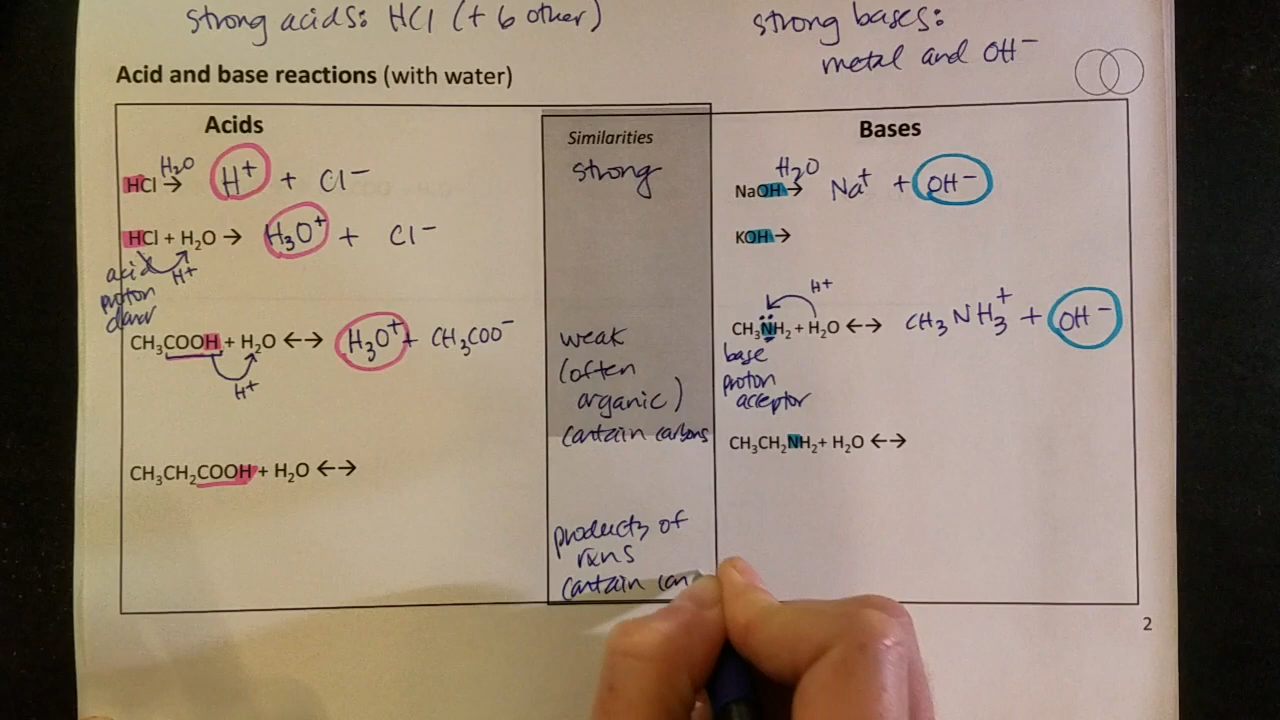 strong acids: HCl (+ 6 other)
strong bases:
metal and OH⁻
Acid and base reactions (with water)
Acids
HCl H₂O → H⁺ + Cl⁻
HCl + H₂O → H₃O⁺ + Cl⁻
H⁺
acid
proton
donor
CH₃COOH + H₂O ↔ H₃O⁺ + CH₃COO⁻
H⁺
CH₃CH₂COOH + H₂O ↔
Similarities
strong
weak
(often
organic)
contain carbons
products of
rxns
contain
Bases
NaOH H₂O → Na⁺ + OH⁻
KOH →
H⁺
CH₃NH₂ + H₂O ↔ CH₃NH₃⁺ + OH⁻
base
proton
acceptor
CH₃CH₂NH₂ + H₂O ↔
2